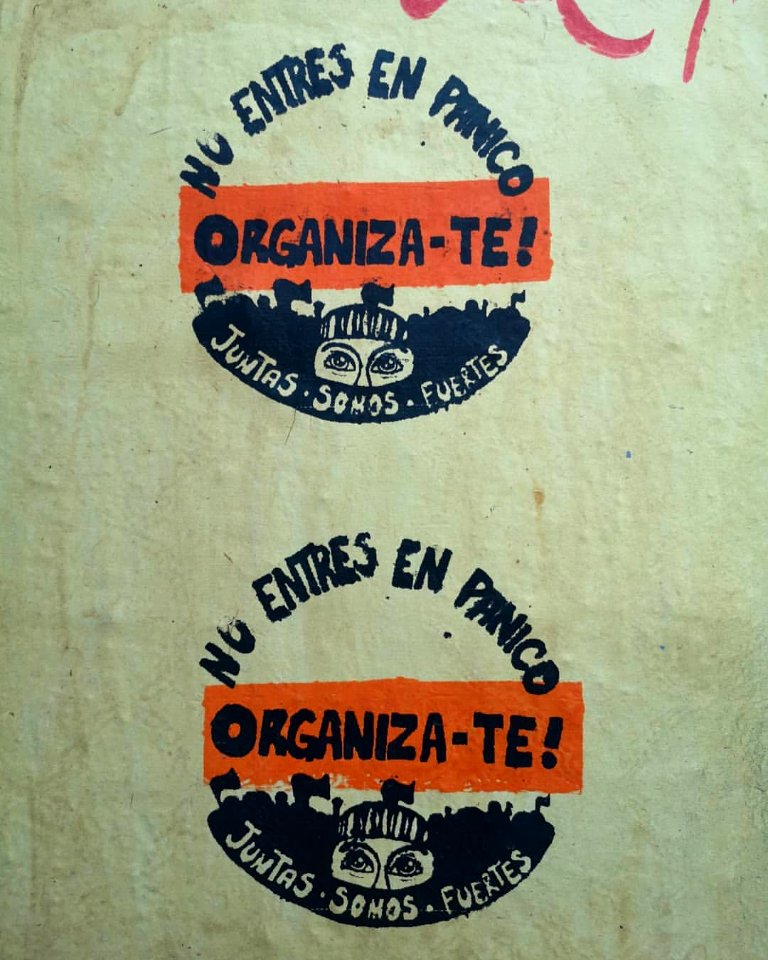 NO ENTRES EN PANICO
ORGANIZA-TE!
JUNTAS · SOMOS · FUERTES
NO ENTRES EN PANICO
ORGANIZA-TE!
JUNTAS · SOMOS · FUERTES